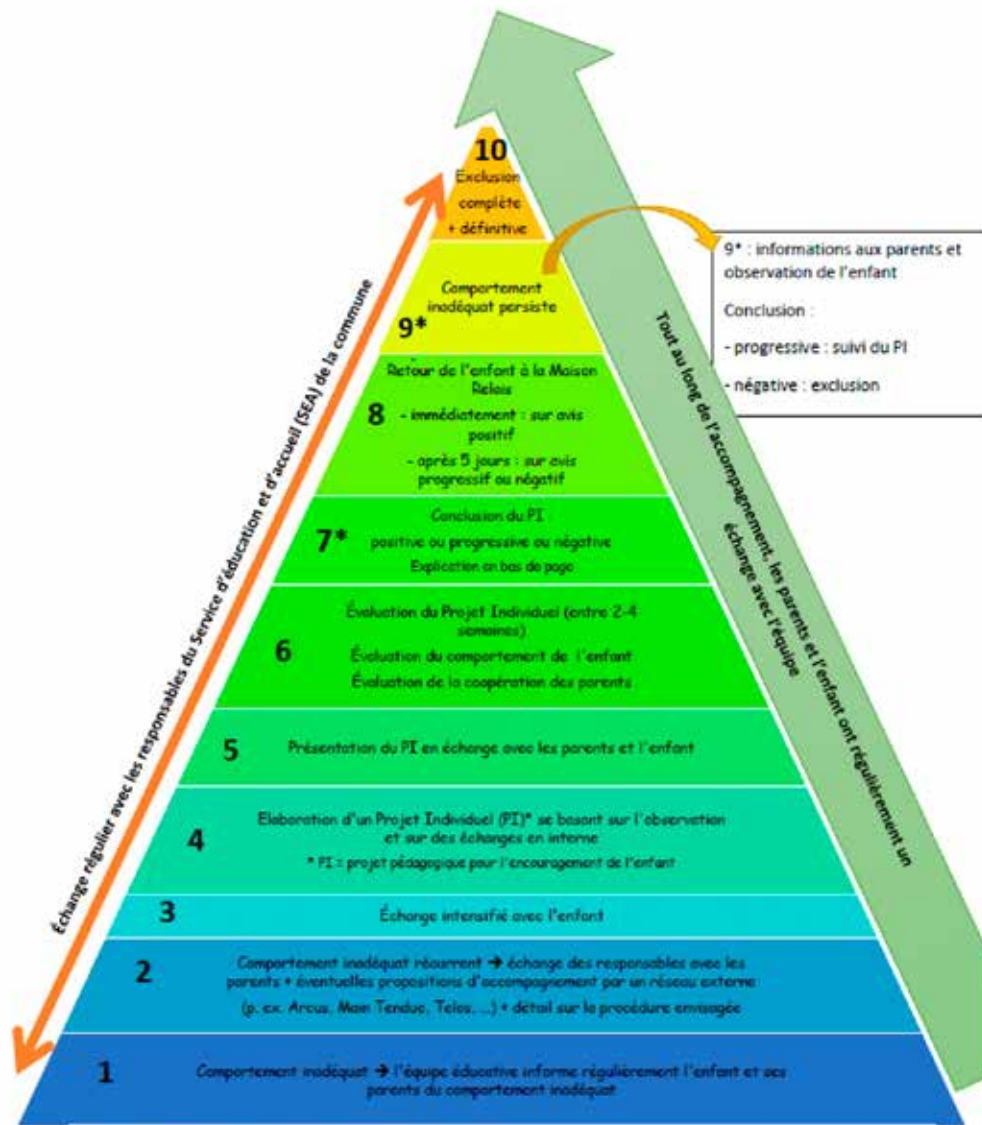 10
Exclusion
complète
+ définitive
Comportement
inadéquat persiste
9*
Retour de l'enfant à la Maison
Relais
8
- immédiatement : sur avis
positif
- après 5 jours : sur avis
progressif ou négatif
7*
Conclusion du PI
positive ou progressive ou négative
Explication en bas de page
6
Évaluation du Projet Individuel (entre 2-4
semaines)
Évaluation du comportement de l'enfant
Évaluation de la coopération des parents
5
Présentation du PI en échange avec les parents et l'enfant
4
Elaboration d'un Projet Individuel (PI)* se basant sur l'observation
et sur des échanges en interne
* PI = projet pédagogique pour l'encouragement de l'enfant
3
Échange intensifié avec l'enfant
2
Comportement inadéquat récurrent → échange des responsables avec les
parents + éventuelles propositions d'accompagnement par un réseau externe
(p. ex. Arcus, Main Tendue, Telos, ...) + détail sur la procédure envisagée
1
Comportement inadéquat → l'équipe éducative informe régulièrement l'enfant et ses
parents du comportement inadéquat
Échange régulier avec les responsables du Service d'éducation et d'accueil (SEA) de la commune
Tout au long de l'accompagnement, les parents et l'enfant ont régulièrement un
échange avec l'équipe
9* : informations aux parents et
observation de l'enfant
Conclusion :
- progressive : suivi du PI
- négative : exclusion